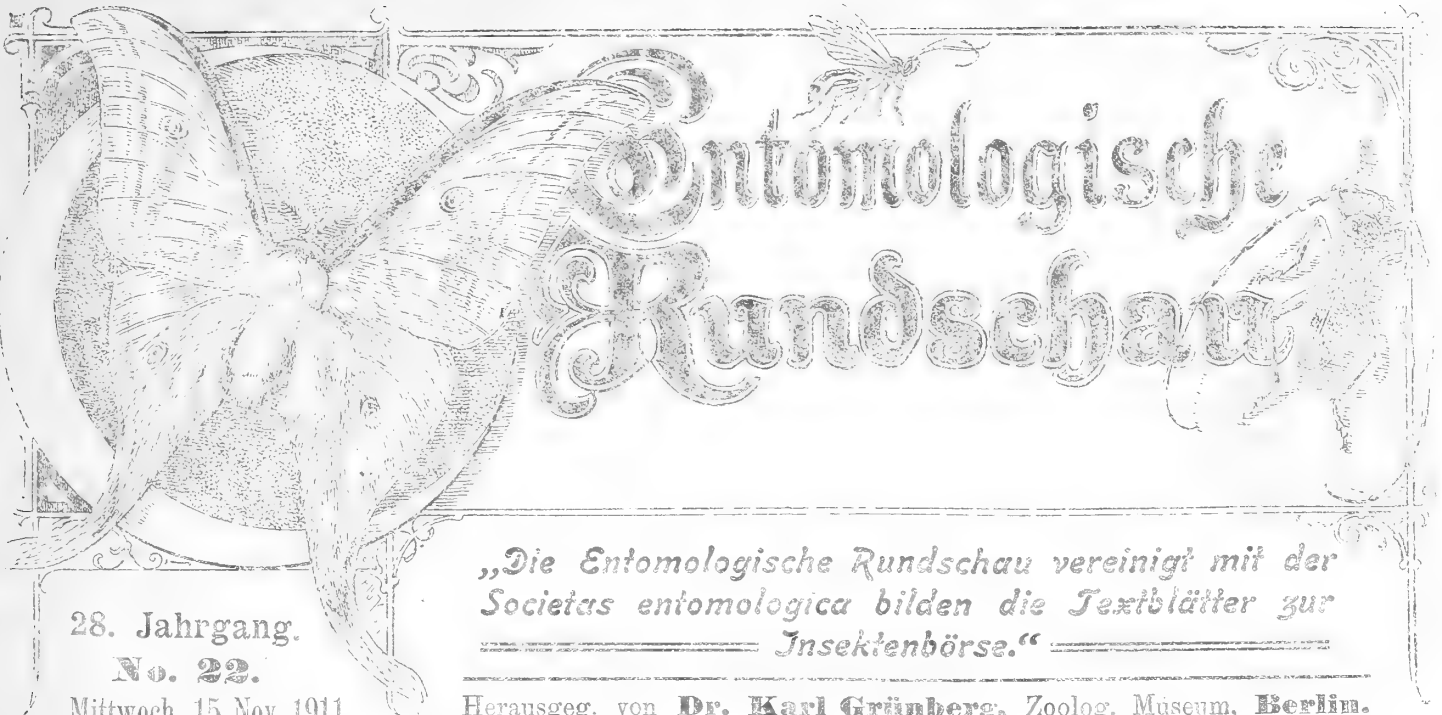 Entomologische
Rundschau
„Die Entomologische Rundschau vereinigt mit der
Societas entomologica bilden die Textblätter zur
Insektenbörse.“
28. Jahrgang.
No. 22.
Mittwoch, 15. Nov. 1911.
Herausgeg. von Dr. Karl Grünberg, Zoolog. Museum, Berlin.